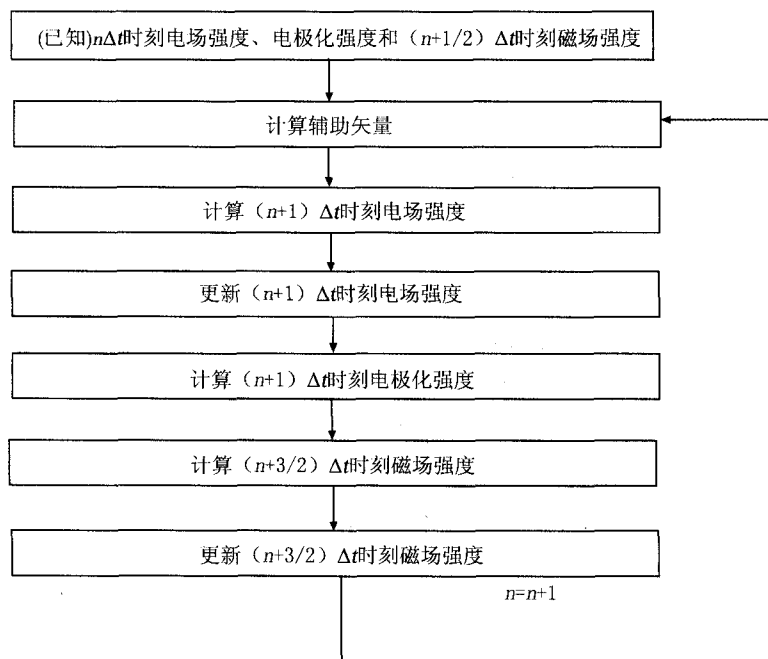 (已知)nΔt时刻电场强度、电极化强度和（n+1/2）Δt时刻磁场强度
计算辅助矢量
计算（n+1）Δt时刻电场强度
更新（n+1）Δt时刻电场强度
计算（n+1）Δt时刻电极化强度
计算（n+3/2）Δt时刻磁场强度
更新（n+3/2）Δt时刻磁场强度
n=n+1